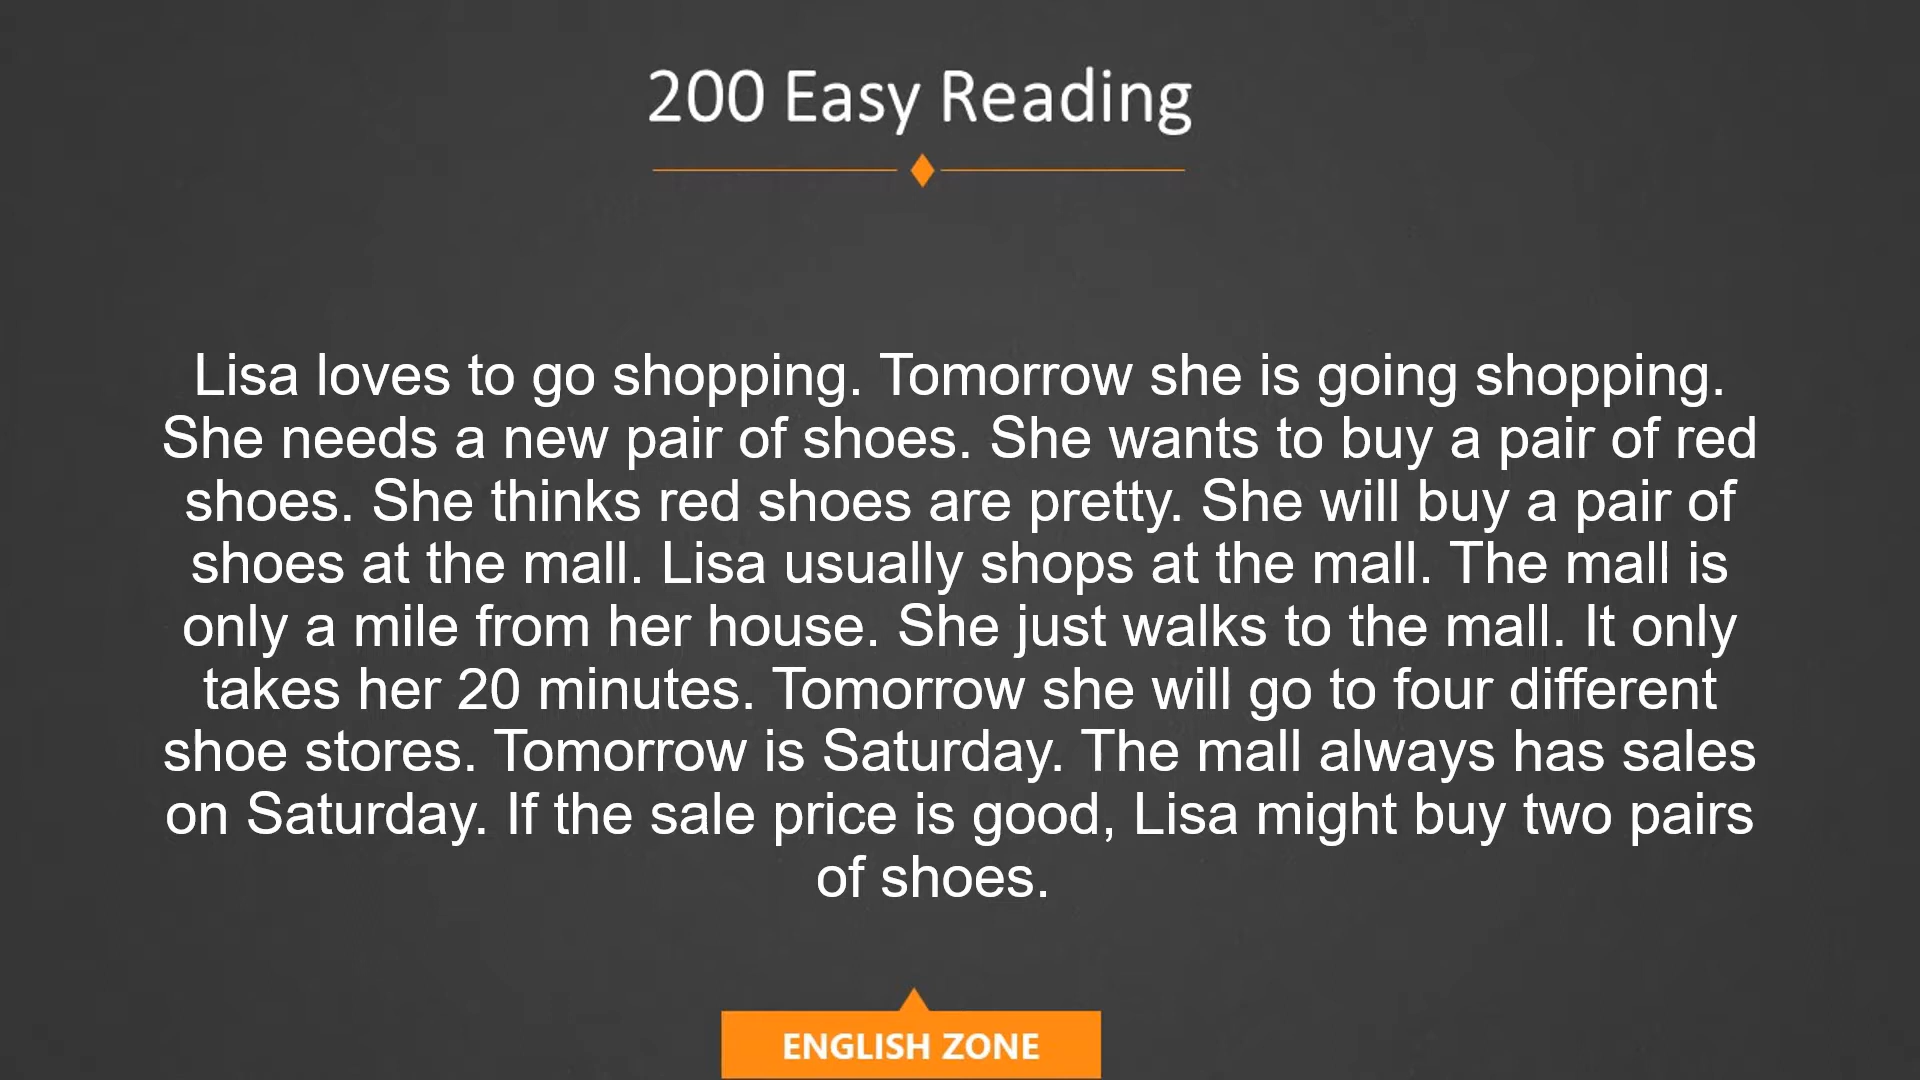 200 Easy Reading
Lisa loves to go shopping. Tomorrow she is going shopping.
She needs a new pair of shoes. She wants to buy a pair of red
shoes. She thinks red shoes are pretty. She will buy a pair of
shoes at the mall. Lisa usually shops at the mall. The mall is
only a mile from her house. She just walks to the mall. It only
takes her 20 minutes. Tomorrow she will go to four different
shoe stores. Tomorrow is Saturday. The mall always has sales
on Saturday. If the sale price is good, Lisa might buy two pairs
of shoes.
ENGLISH ZONE